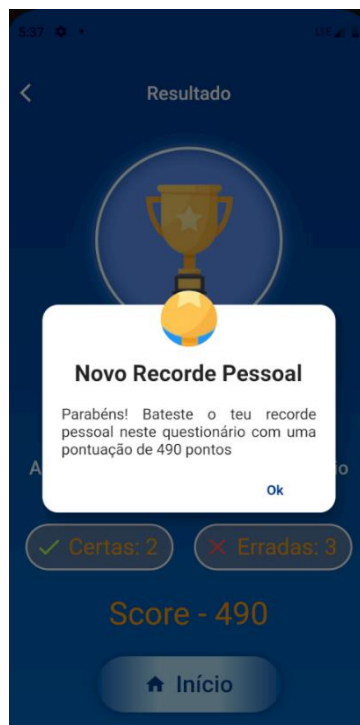 5:37
LTE
Resultado
Novo Recorde Pessoal
Parabéns! Bateste o teu recorde
pessoal neste questionário com uma
pontuação de 490 pontos
Ok
Certas: 2
Erradas: 3
Score - 490
Início